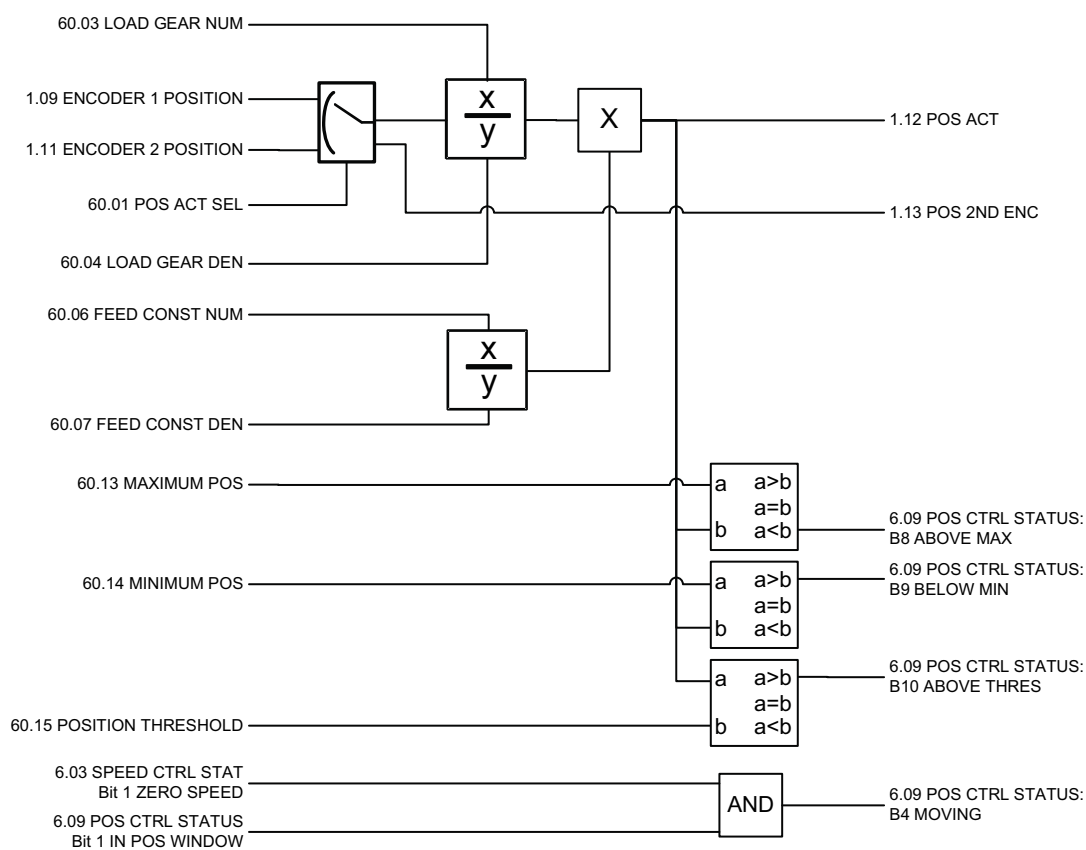 60.03 LOAD GEAR NUM
1.09 ENCODER 1 POSITION
1.11 ENCODER 2 POSITION
60.01 POS ACT SEL
60.04 LOAD GEAR DEN
x
y
X
1.12 POS ACT
1.13 POS 2ND ENC
60.06 FEED CONST NUM
x
y
60.07 FEED CONST DEN
60.13 MAXIMUM POS
a a>b
a=b
b a<b
6.09 POS CTRL STATUS:
B8 ABOVE MAX
60.14 MINIMUM POS
a a>b
a=b
b a<b
6.09 POS CTRL STATUS:
B9 BELOW MIN
a a>b
a=b
b a<b
6.09 POS CTRL STATUS:
B10 ABOVE THRES
60.15 POSITION THRESHOLD
6.03 SPEED CTRL STAT
Bit 1 ZERO SPEED
6.09 POS CTRL STATUS
Bit 1 IN POS WINDOW
AND
6.09 POS CTRL STATUS:
B4 MOVING